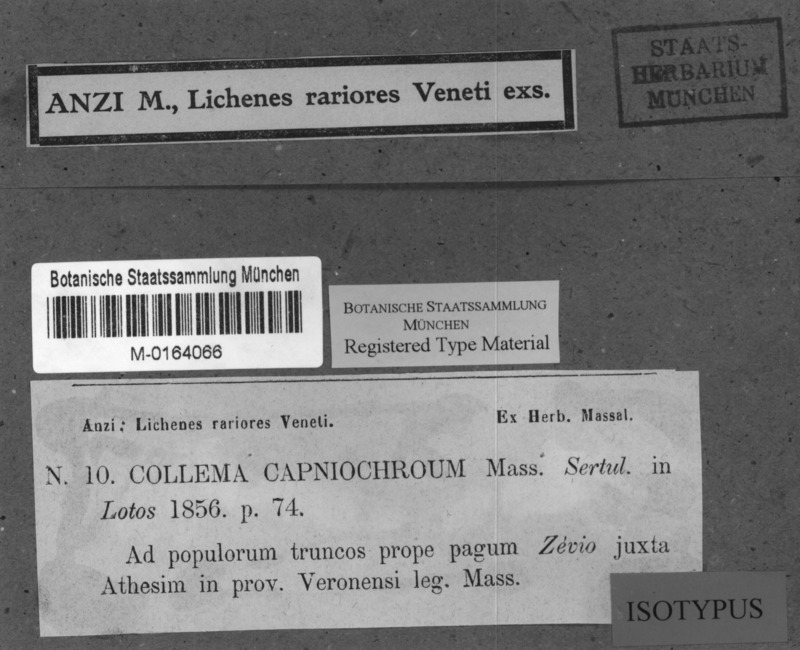 ANZI M., Lichenes rariores Veneti exs.
STAATS-
HERBARIUM
MÜNCHEN
Botanische Staatssammlung München
M-0164066
BOTANISCHE STAATSSAMMLUNG
MÜNCHEN
Registered Type Material
Anzi: Lichenes rariores Veneti. Ex Herb. Massal.
N. 10. COLLEMA CAPNIOCHROUM Mass. Sertul. in
Lotos 1856. p. 74.
Ad populorum truncos prope pagum Zévio juxta
Athesim in prov. Veronensi leg. Mass.
ISOTYPUS